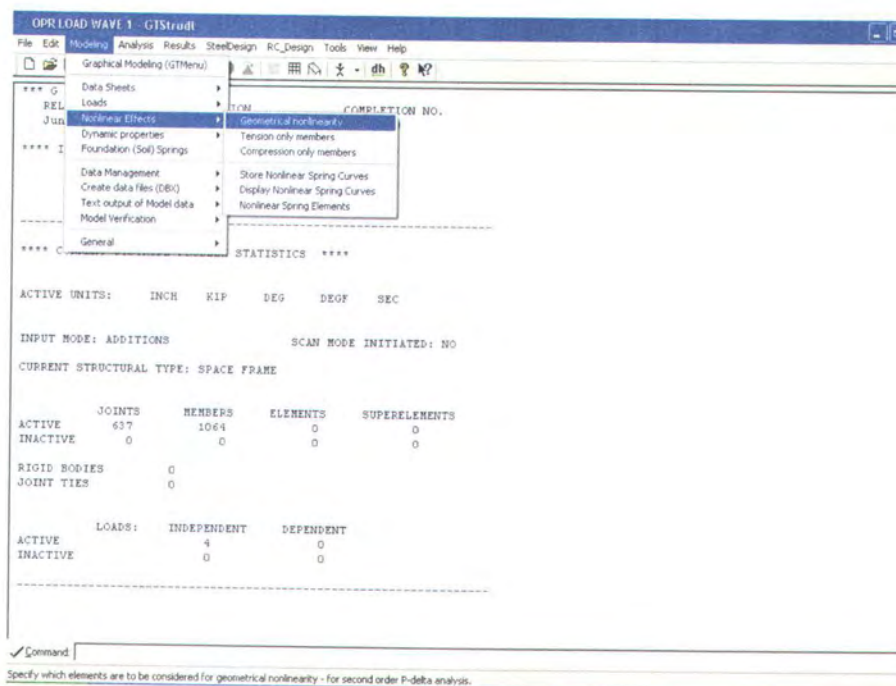 OPR LOAD WAVE 1 - GTStrudl
File Edit Modeling Analysis Results SteelDesign RC_Design Tools View Help
Graphical Modeling (GTMenu)
Data Sheets
Loads
Nonlinear Effects
Dynamic properties
Foundation (Soil) Springs
Data Management
Create data files (DBX)
Text output of Model data
Model Verification
General
Geometrical nonlinearity
Tension only members
Compression only members
Store Nonlinear Spring Curves
Display Nonlinear Spring Curves
Nonlinear Spring Elements
dh
*** G
REL ION COMPLETION NO.
Jun
**** I
**** C STATISTICS ****
ACTIVE UNITS: INCH KIP DEG DEGF SEC
INPUT MODE: ADDITIONS SCAN MODE INITIATED: NO
CURRENT STRUCTURAL TYPE: SPACE FRAME
JOINTS MEMBERS ELEMENTS SUPERELEMENTS
ACTIVE 637 1064 0 0
INACTIVE 0 0 0 0
RIGID BODIES 0
JOINT TIES 0
LOADS: INDEPENDENT DEPENDENT
ACTIVE 4 0
INACTIVE 0 0
Command
Specify which elements are to be considered for geometrical nonlinearity - for second order P-delta analysis.